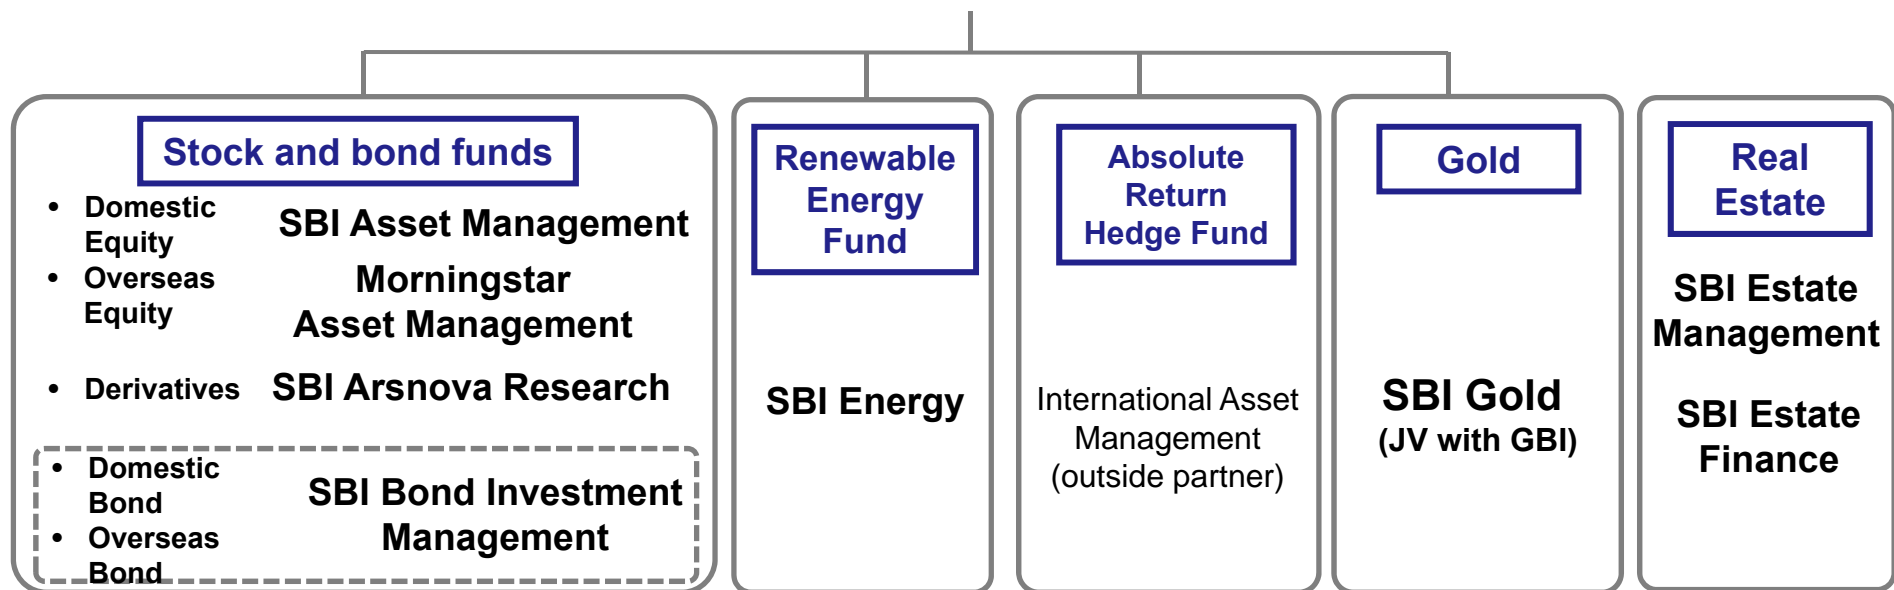 Stock and bond funds
• Domestic
Equity
SBI Asset Management
• Overseas
Equity
Morningstar
Asset Management
• Derivatives
SBI Arsnova Research
• Domestic
Bond
• Overseas
Bond
SBI Bond Investment
Management
Renewable
Energy
Fund
SBI Energy
Absolute
Return
Hedge Fund
International Asset
Management
(outside partner)
Gold
SBI Gold
(JV with GBI)
Real
Estate
SBI Estate
Management
SBI Estate
Finance